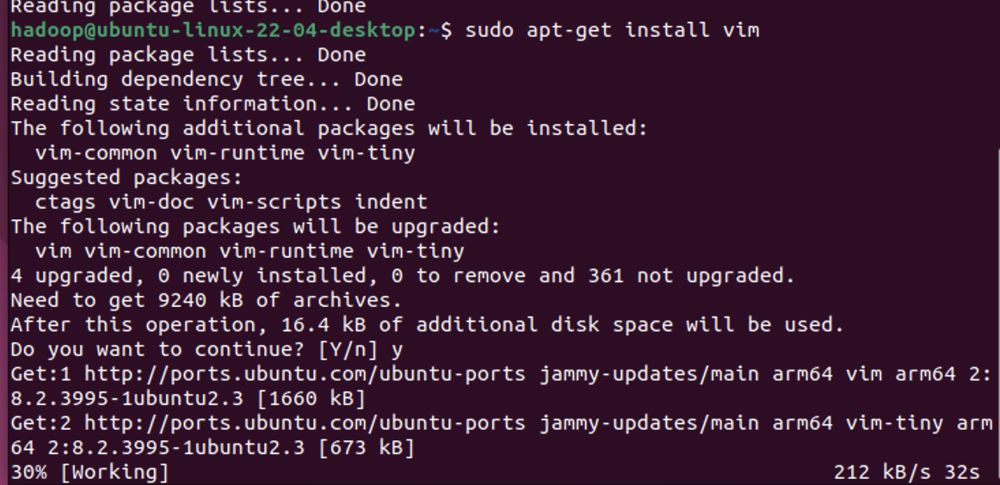 Reading package lists... Done
hadoop@ubuntu-linux-22-04-desktop:~$ sudo apt-get install vim
Reading package lists... Done
Building dependency tree... Done
Reading state information... Done
The following additional packages will be installed:
  vim-common vim-runtime vim-tiny
Suggested packages:
  ctags vim-doc vim-scripts indent
The following packages will be upgraded:
  vim vim-common vim-runtime vim-tiny
4 upgraded, 0 newly installed, 0 to remove and 361 not upgraded.
Need to get 9240 kB of archives.
After this operation, 16.4 kB of additional disk space will be used.
Do you want to continue? [Y/n] y
Get:1 http://ports.ubuntu.com/ubuntu-ports jammy-updates/main arm64 vim arm64 2:
8.2.3995-1ubuntu2.3 [1660 kB]
Get:2 http://ports.ubuntu.com/ubuntu-ports jammy-updates/main arm64 vim-tiny arm
64 2:8.2.3995-1ubuntu2.3 [673 kB]
30% [Working] 212 kB/s 32s